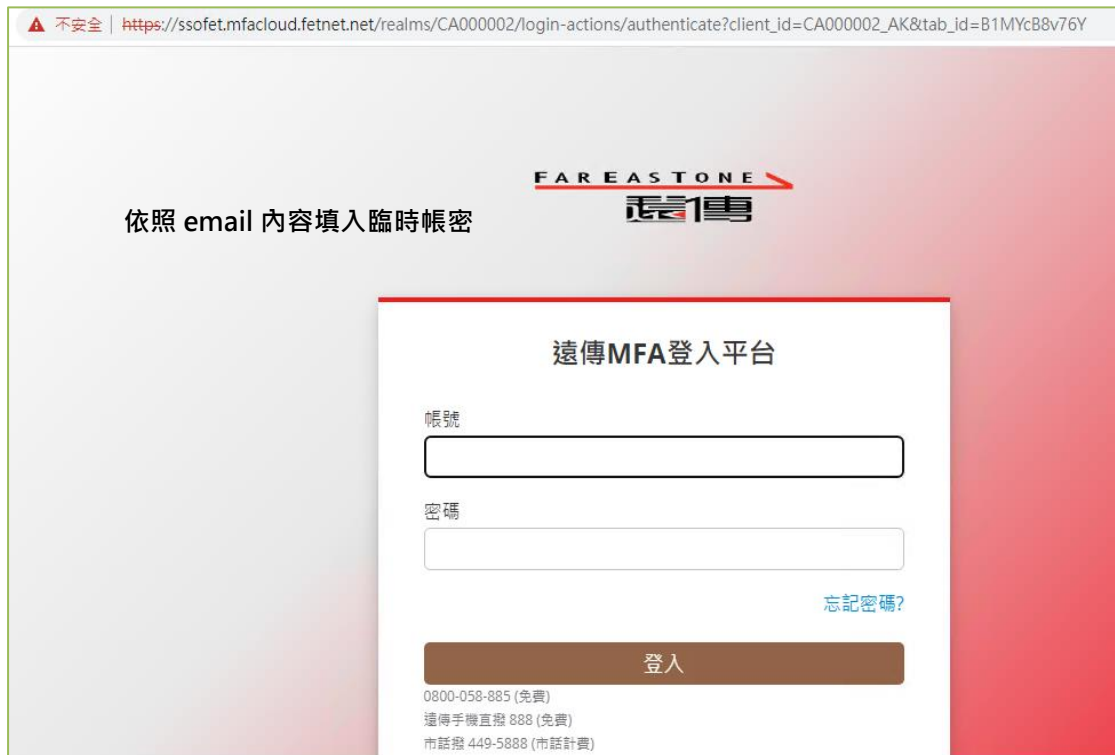 不安全 | https://ssofet.mfacloud.fetnet.net/realms/CA000002/login-actions/authenticate?client_id=CA000002_AK&tab_id=B1MYcB8v76Y
FAREASTONE
遠傳
依照 email 內容填入臨時帳密
遠傳MFA登入平台
帳號
密碼
忘記密碼?
登入
0800-058-885 (免費)
遠傳手機直撥 888 (免費)
市話撥 449-5888 (市話計費)